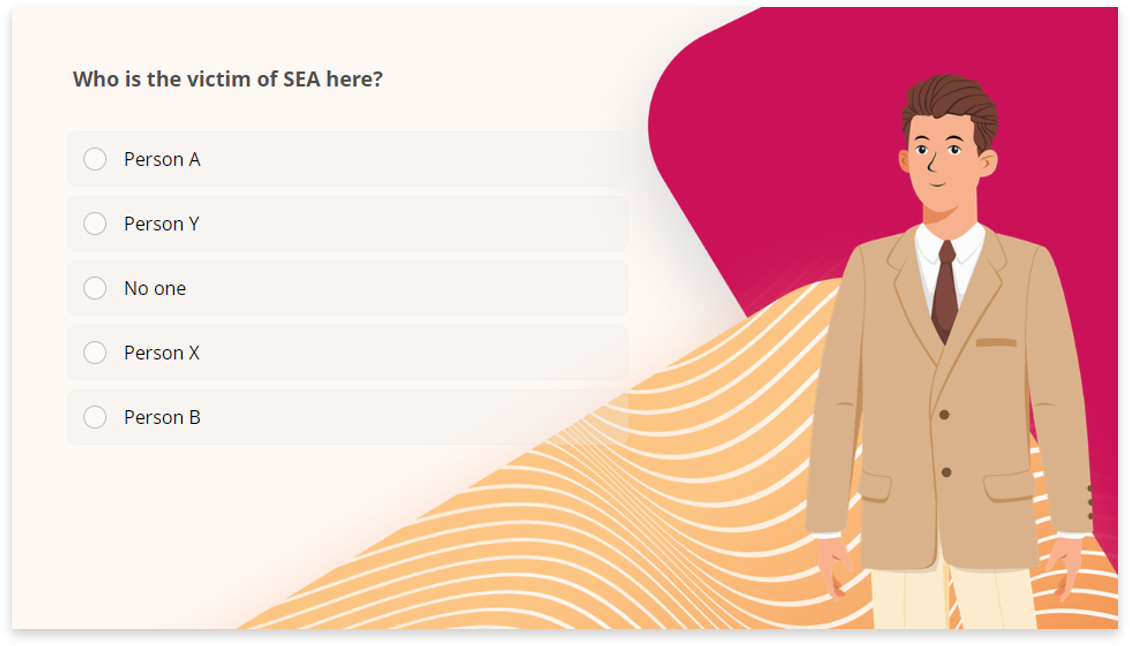 Who is the victim of SEA here?
Person A
Person Y
No one
Person X
Person B